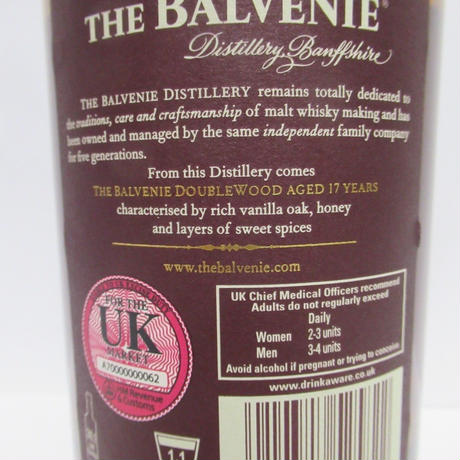 THE BALVENIE®
Distillery, Banffshire
THE BALVENIE DISTILLERY remains totally dedicated to
the traditions, care and craftsmanship of malt whisky making and has
been owned and managed by the same independent family company
for five generations.
From this Distillery comes
THE BALVENIE DOUBLEWOOD AGED 17 YEARS
characterised by rich vanilla oak, honey
and layers of sweet spices
www.thebalvenie.com
FOR THE
UK
MARKET
A70000000062
HM Revenue
& Customs
UK Chief Medical Officers recommend
Adults do not regularly exceed
Daily
Women 2-3 units
Men 3-4 units
Avoid alcohol if pregnant or trying to conceive
www.drinkaware.co.uk
1.1